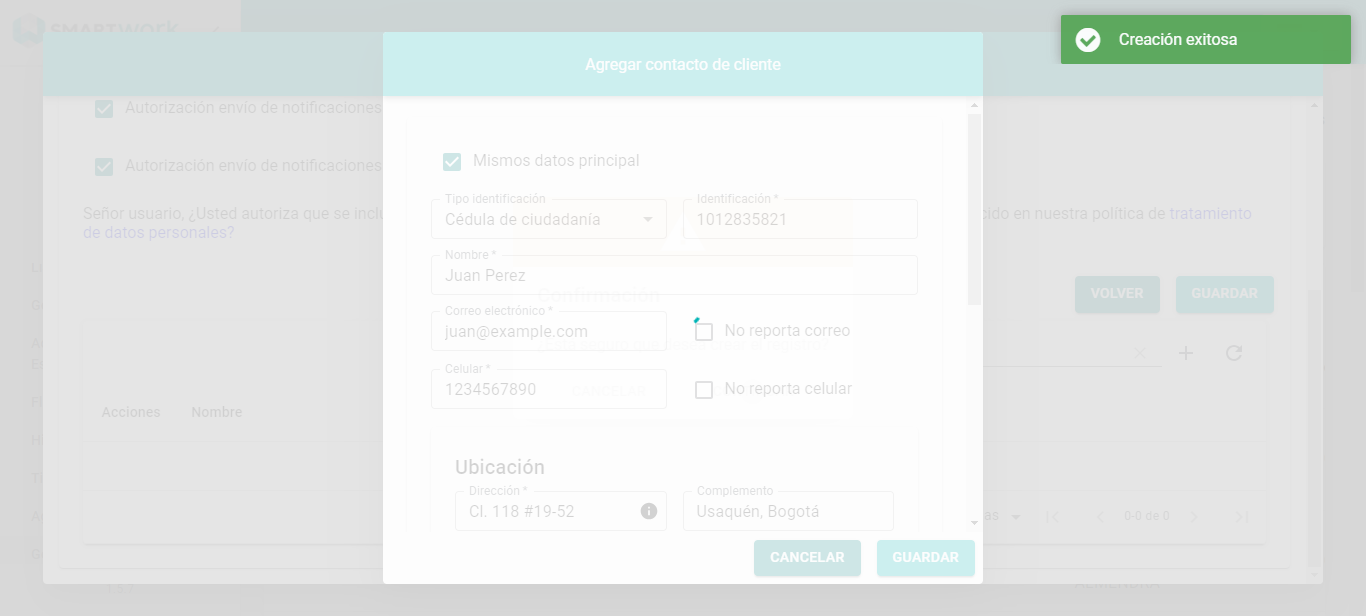 SMARTWORK
Creación exitosa
Agregar contacto de cliente
Autorización envío de notificaciones
Mismos datos principal
Autorización envío de notificaciones
Tipo identificación
Identificación *
Cédula de ciudadanía
1012835821
Señor usuario, ¿Usted autoriza que se inclu
cido en nuestra política de tratamiento
de datos personales?
Nombre *
Juan Perez
Confirmación
VOLVER
GUARDAR
Correo electrónico *
juan@example.com
No reporta correo
Celular *
1234567890
CANCELAR
No reporta celular
Acciones
Nombre
Ubicación
Dirección *
Complemento
Cl. 118 #19-52
Usaquén, Bogotá
as
0-0 de 0
CANCELAR
GUARDAR